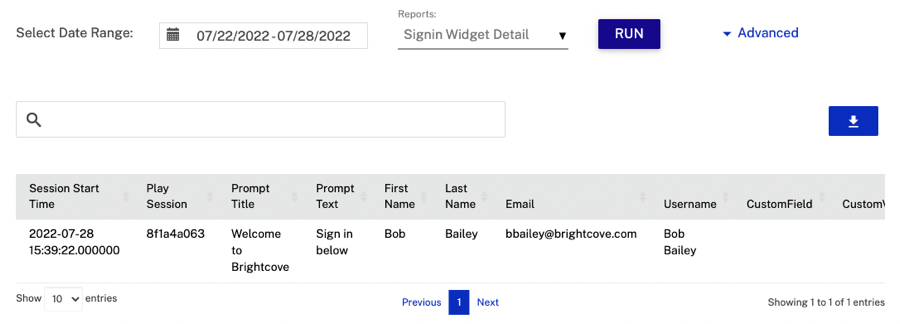 Reports:
Select Date Range: 07/22/2022 - 07/28/2022 Signin Widget Detail RUN Advanced
Session Start Time Play Session Prompt Title Prompt Text First Name Last Name Email Username CustomField CustomV
2022-07-28 15:39:22.000000 8f1a4a063 Welcome to Brightcove Sign in below Bob Bailey bbailey@brightcove.com Bob Bailey
Show 10 entries Previous 1 Next Showing 1 to 1 of 1 entries